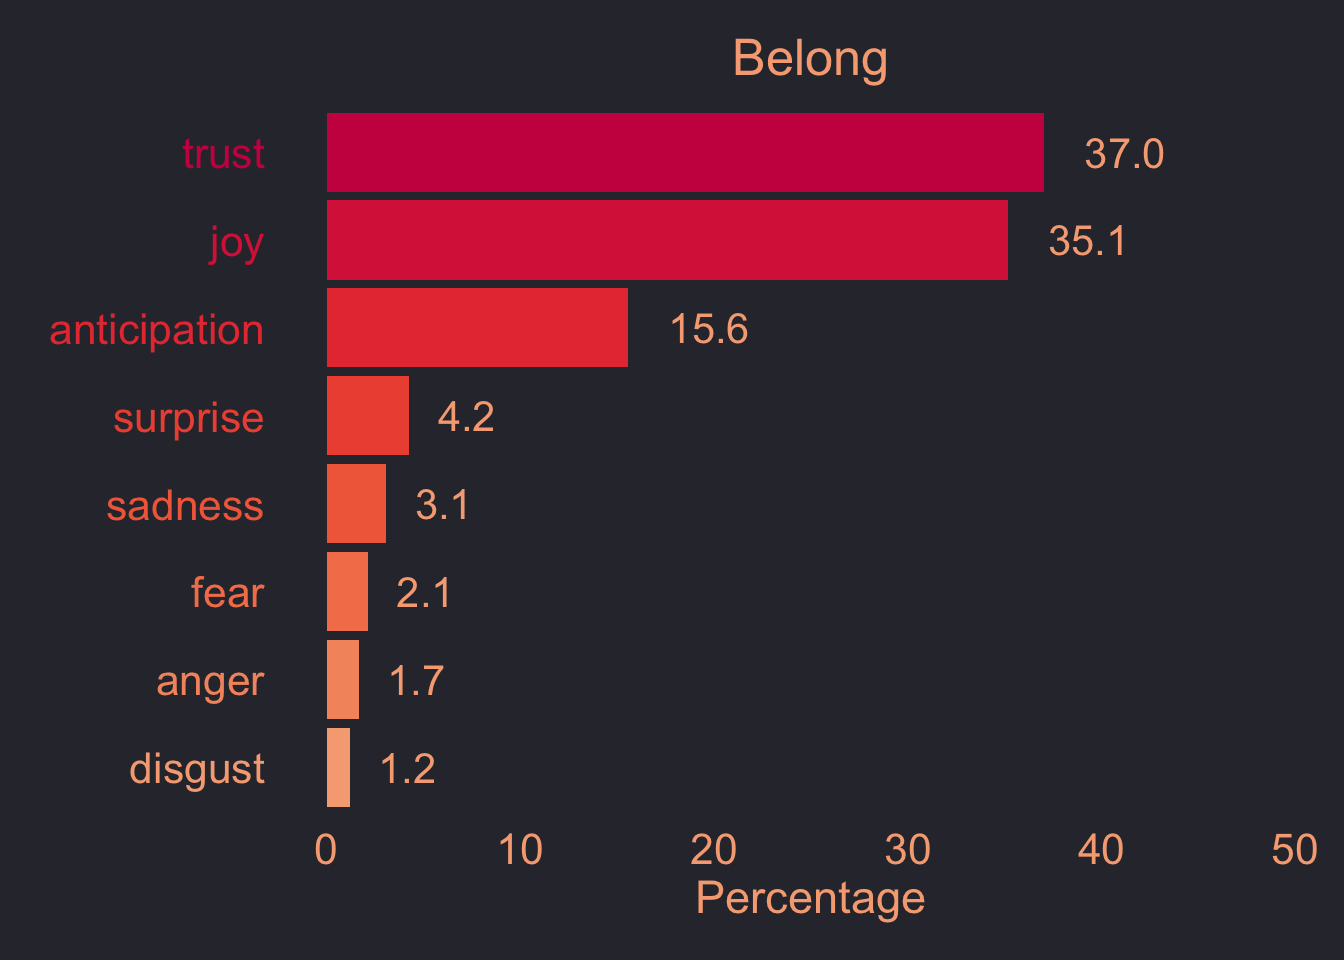 Belong
trust 37.0
joy 35.1
anticipation 15.6
surprise 4.2
sadness 3.1
fear 2.1
anger 1.7
disgust 1.2
0 10 20 30 40 50
Percentage